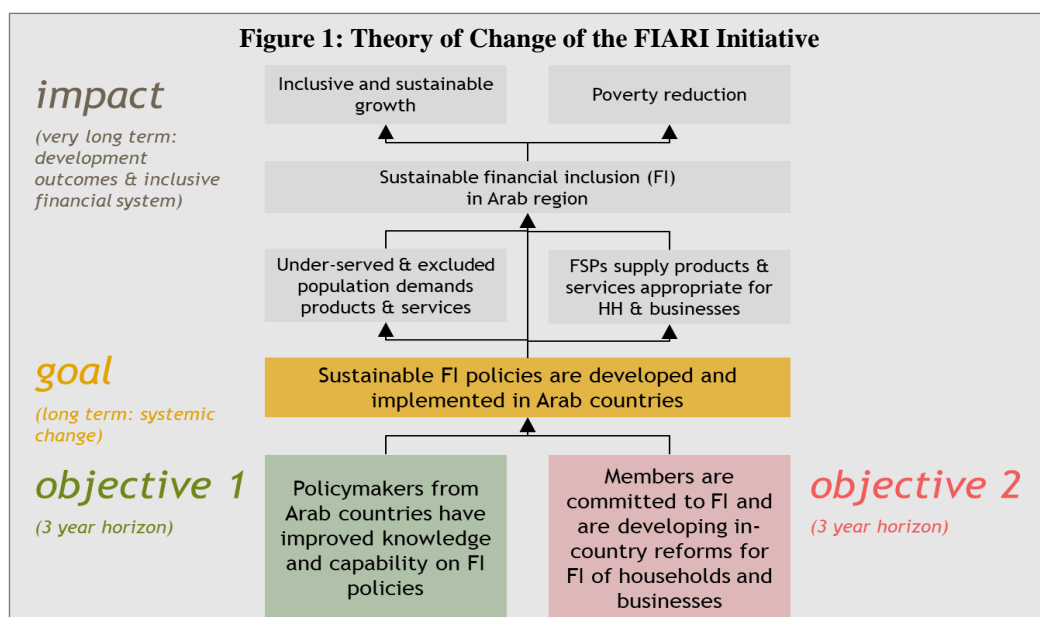 Figure 1: Theory of Change of the FIARI Initiative
impact
(very long term:
development
outcomes & inclusive
financial system)
Inclusive and sustainable
growth
Poverty reduction
Sustainable financial inclusion (FI)
in Arab region
Under-served & excluded
population demands
products & services
FSPs supply products &
services appropriate for
HH & businesses
goal
(long term: systemic
change)
Sustainable FI policies are developed and
implemented in Arab countries
objective 1
(3 year horizon)
Policymakers from
Arab countries have
improved knowledge
and capability on FI
policies
Members are
committed to FI and
are developing in-
country reforms for
FI of households and
businesses
objective 2
(3 year horizon)